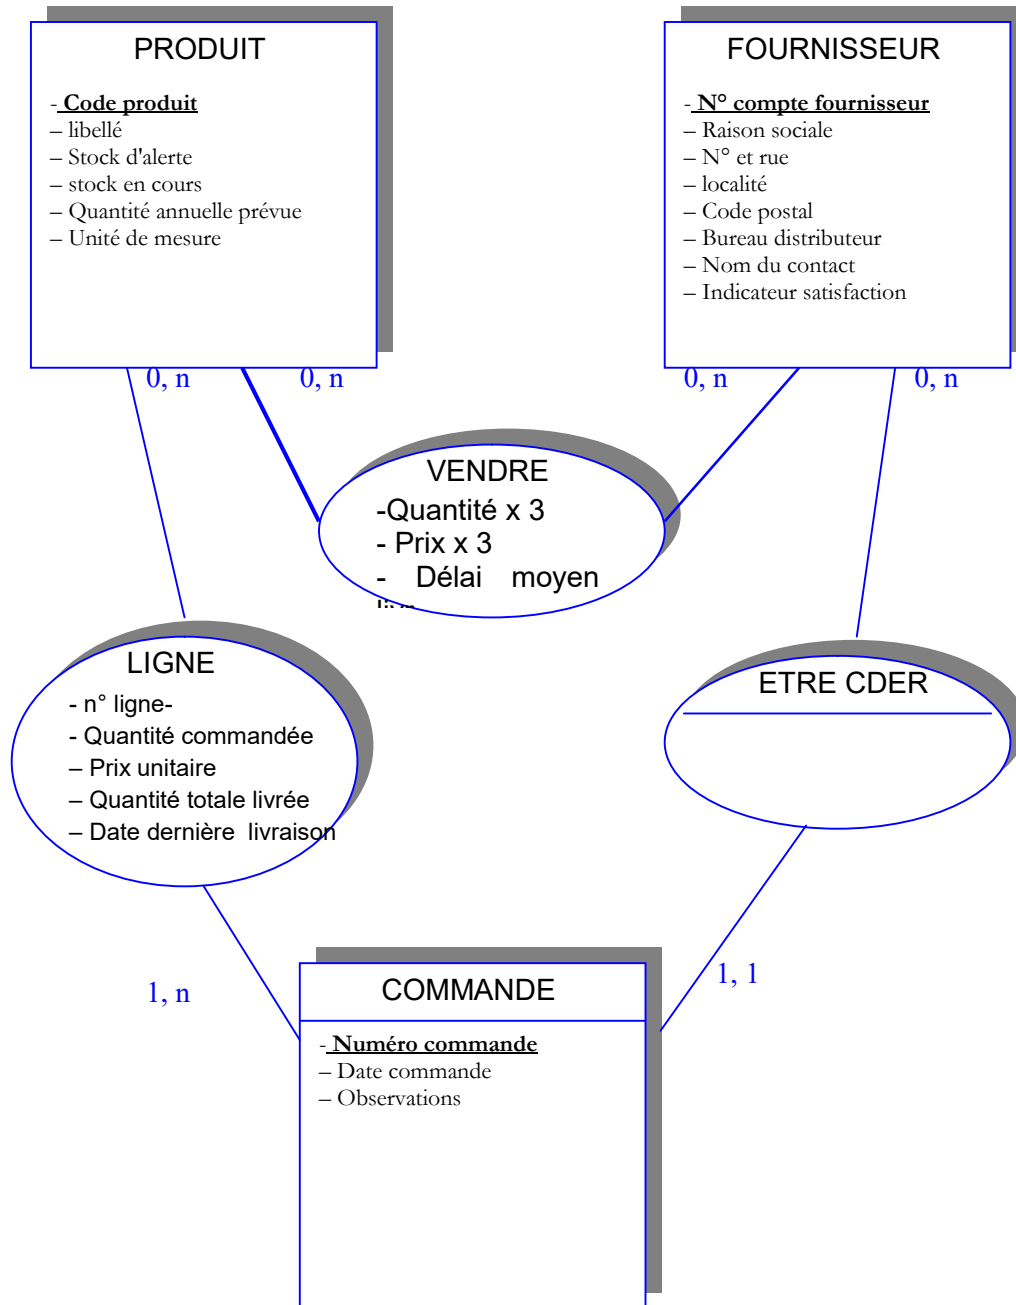 PRODUIT
- Code produit
– libellé
– Stock d'alerte
– stock en cours
– Quantité annuelle prévue
– Unité de mesure
FOURNISSEUR
- N° compte fournisseur
– Raison sociale
– N° et rue
– localité
– Code postal
– Bureau distributeur
– Nom du contact
– Indicateur satisfaction
0, n
0, n
0, n
0, n
VENDRE
-Quantité x 3
- Prix x 3
- Délai moyen
LIGNE
- n° ligne-
- Quantité commandée
– Prix unitaire
– Quantité totale livrée
– Date dernière livraison
ETRE CDER
1, n
1, 1
COMMANDE
- Numéro commande
– Date commande
– Observations